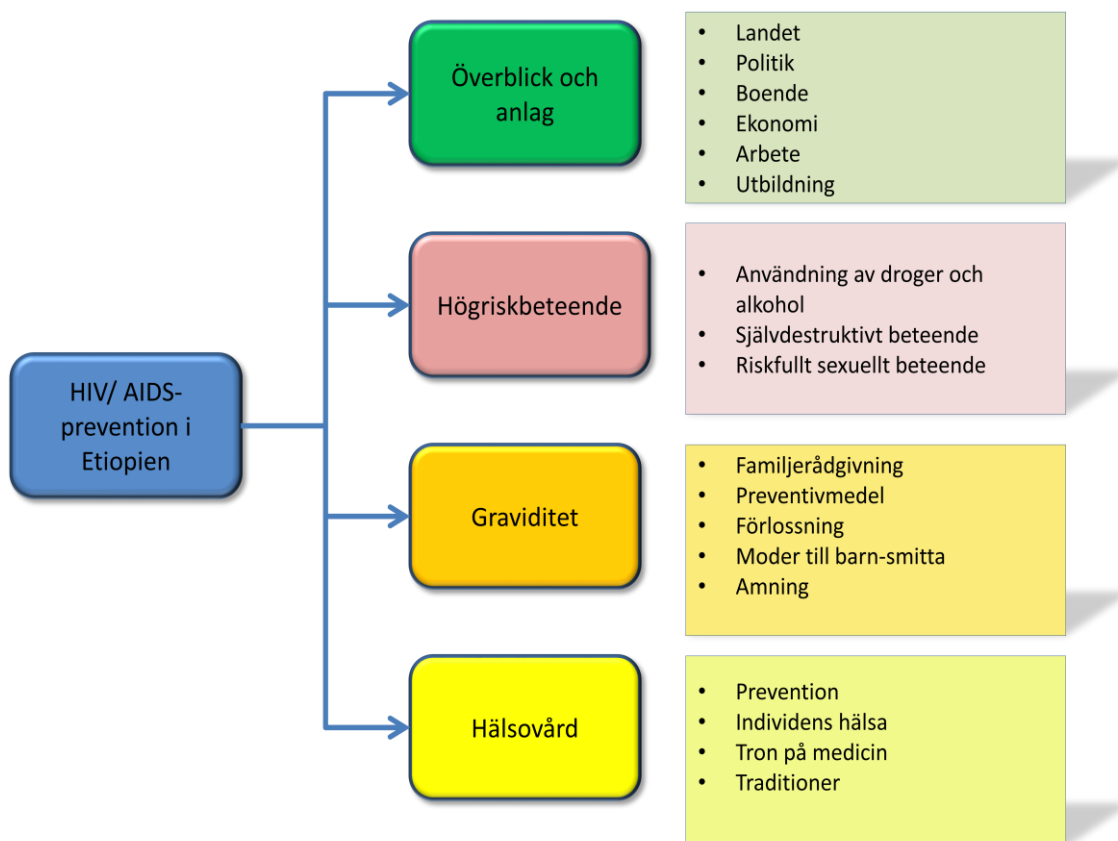 HIV/ AIDS-
prevention i
Etiopien
Överblick och
anlag
• Landet
• Politik
• Boende
• Ekonomi
• Arbete
• Utbildning
Högriskbeteende
• Användning av droger och
alkohol
• Självdestruktivt beteende
• Riskfullt sexuellt beteende
Graviditet
• Familjerådgivning
• Preventivmedel
• Förlossning
• Moder till barn-smitta
• Amning
Hälsovård
• Prevention
• Individens hälsa
• Tron på medicin
• Traditioner